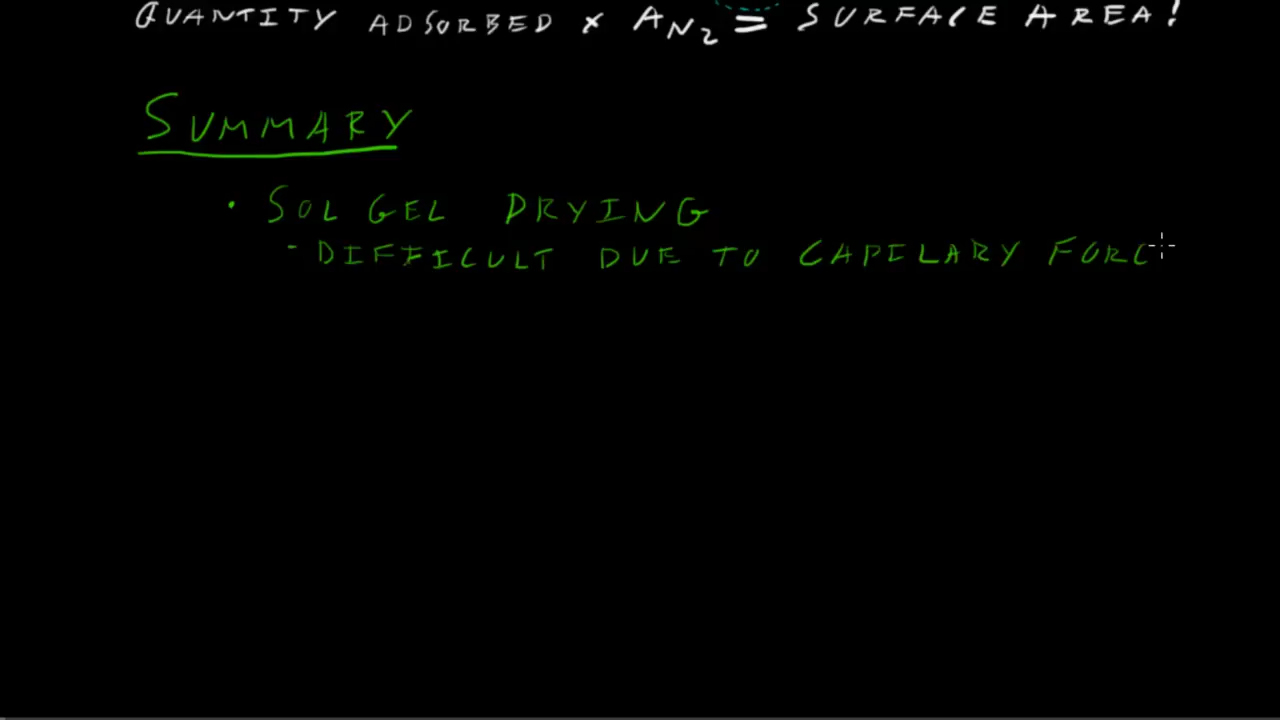 QUANTITY ADSORBED x AN2 = SURFACE AREA!
SUMMARY
• SOL GEL DRYING
- DIFFICULT DUE TO CAPILARY FORC